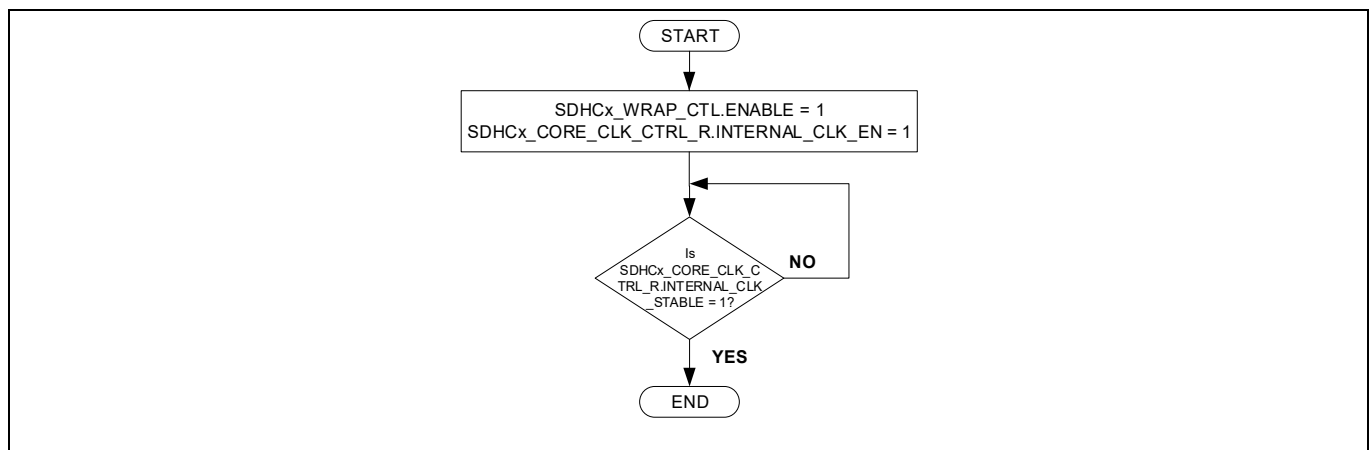 START
SDHCx_WRAP_CTL.ENABLE = 1
SDHCx_CORE_CLK_CTRL_R.INTERNAL_CLK_EN = 1
Is
SDHCx_CORE_CLK_C
TRL_R.INTERNAL_CLK
_STABLE = 1?
NO
YES
END